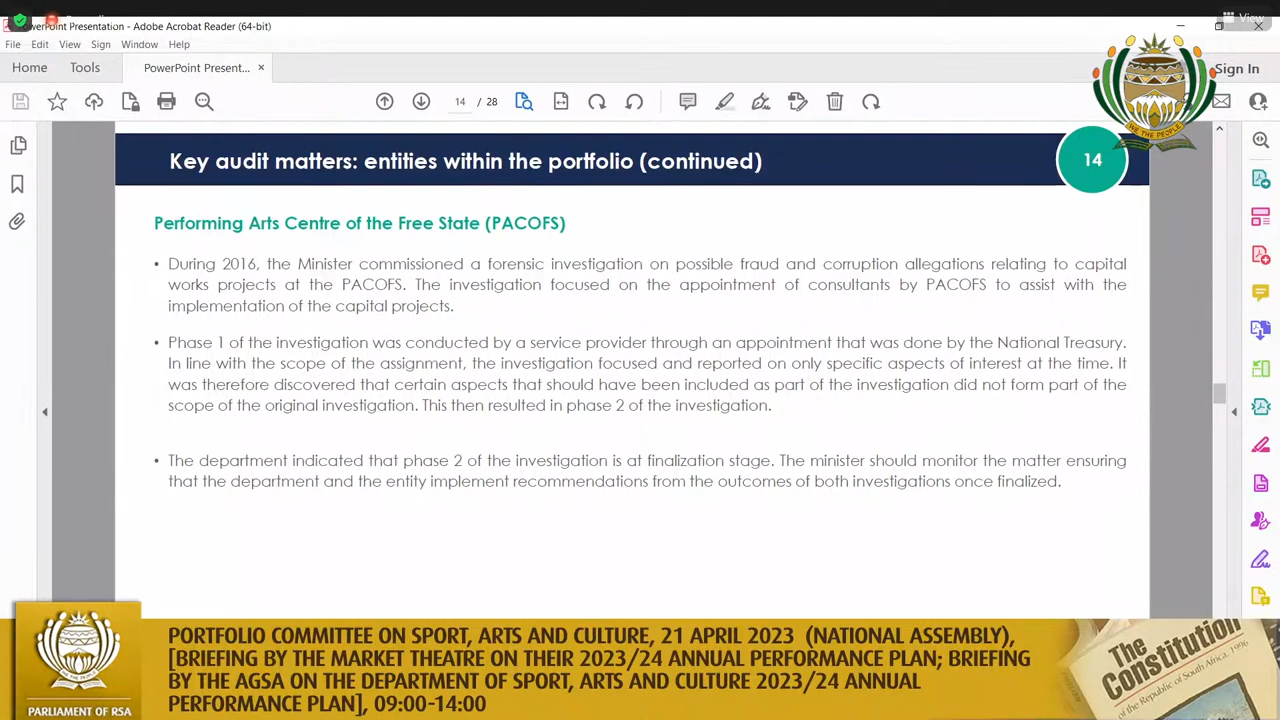 PowerPoint Presentation - Adobe Acrobat Reader (64-bit)
View
File Edit View Sign Window Help
Home Tools PowerPoint Present... × Sign In
14 / 28
WE, THE PEOPLE
Key audit matters: entities within the portfolio (continued)
14
Performing Arts Centre of the Free State (PACOFS)
• During 2016, the Minister commissioned a forensic investigation on possible fraud and corruption allegations relating to capital
works projects at the PACOFS. The investigation focused on the appointment of consultants by PACOFS to assist with the
implementation of the capital projects.
• Phase 1 of the investigation was conducted by a service provider through an appointment that was done by the National Treasury.
In line with the scope of the assignment, the investigation focused and reported on only specific aspects of interest at the time. It
was therefore discovered that certain aspects that should have been included as part of the investigation did not form part of the
scope of the original investigation. This then resulted in phase 2 of the investigation.
• The department indicated that phase 2 of the investigation is at finalization stage. The minister should monitor the matter ensuring
that the department and the entity implement recommendations from the outcomes of both investigations once finalized.
PARLIAMENT OF RSA
PORTFOLIO COMMITTEE ON SPORT, ARTS AND CULTURE, 21 APRIL 2023 (NATIONAL ASSEMBLY),
[BRIEFING BY THE MARKET THEATRE ON THEIR 2023/24 ANNUAL PERFORMANCE PLAN; BRIEFING
BY THE AGSA ON THE DEPARTMENT OF SPORT, ARTS AND CULTURE 2023/24 ANNUAL
PERFORMANCE PLAN], 09:00-14:00
The
Constitution
of the Republic of South Africa, 1996